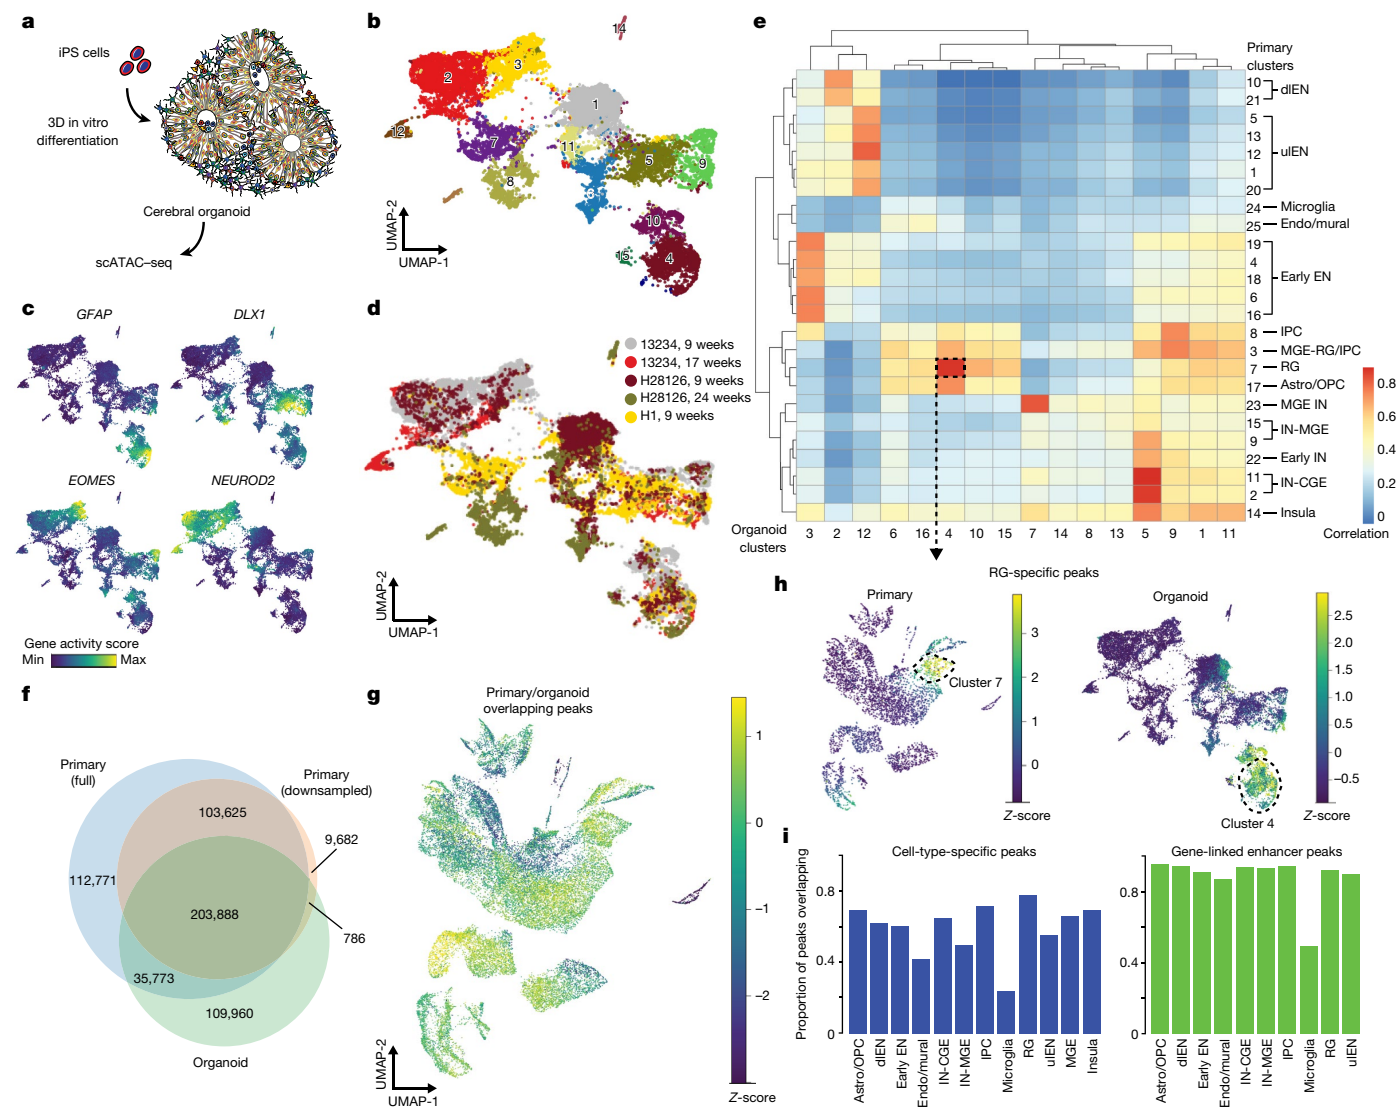 a
iPS cells
3D in vitro
differentiation
Cerebral organoid
scATAC–seq
b
14
3
2
1
12
7
11
5
9
8
6
10
15
4
UMAP-2
UMAP-1
c
GFAP
DLX1
EOMES
NEUROD2
Gene activity score
Min
Max
d
13234, 9 weeks
13234, 17 weeks
H28126, 9 weeks
H28126, 24 weeks
H1, 9 weeks
UMAP-2
UMAP-1
e
Primary
clusters
10
21
dlEN
5
13
12
1
20
ulEN
24 Microglia
25 Endo/mural
19
4
18
6
16
Early EN
8 IPC
3 MGE-RG/IPC
7 RG
17 Astro/OPC
23 MGE IN
15
9
IN-MGE
22 Early IN
11
2
IN-CGE
14 Insula
Organoid
clusters
3 2 12 6 16 4 10 15 7 14 8 13 5 9 1 11
0.8
0.6
0.4
0.2
0
Correlation
f
Primary
(full)
Primary
(downsampled)
103,625
9,682
112,771
203,888
786
35,773
109,960
Organoid
g
Primary/organoid
overlapping peaks
1
0
−1
−2
Z-score
UMAP-2
UMAP-1
h
RG-specific peaks
Primary
Cluster 7
3
2
1
0
Z-score
Organoid
Cluster 4
2.5
2.0
1.5
1.0
0.5
0
−0.5
Z-score
i
Cell-type-specific peaks
Proportion of peaks overlapping
0.8
0.4
0
Astro/OPC
dlEN
Early EN
Endo/mural
IN-CGE
IN-MGE
IPC
Microglia
RG
ulEN
MGE
Insula
Gene-linked enhancer peaks
0.8
0.4
0
Astro/OPC
dlEN
Early EN
Endo/mural
IN-CGE
IN-MGE
IPC
Microglia
RG
ulEN